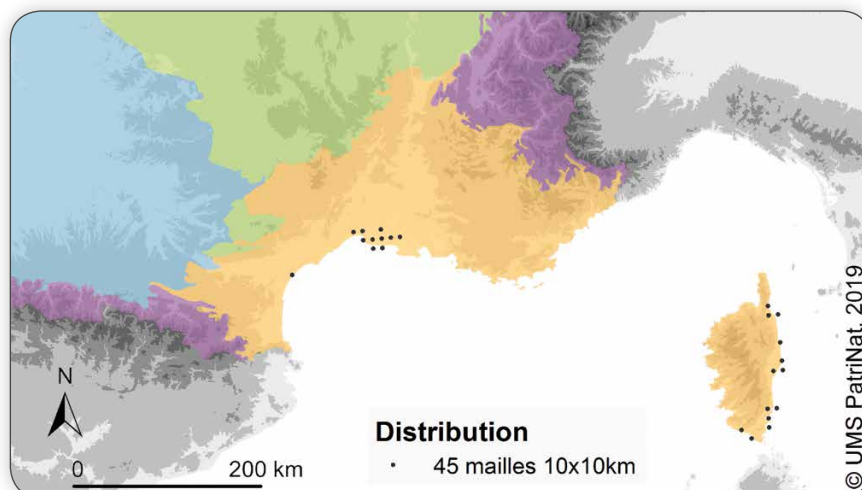 N
0
200 km
Distribution
• 45 mailles 10x10km
© UMS PatriNat, 2019